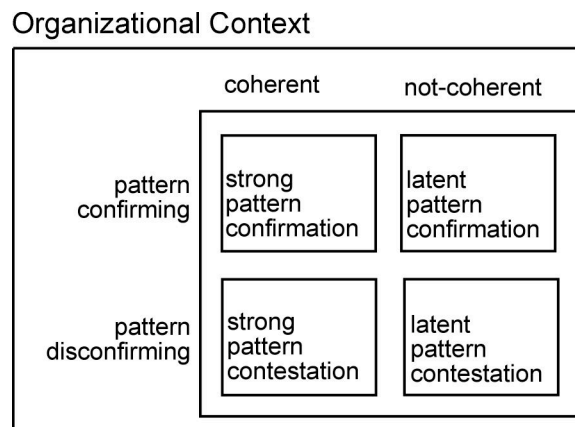 Organizational Context
coherent
not-coherent
pattern
confirming
strong
pattern
confirmation
latent
pattern
confirmation
pattern
disconfirming
strong
pattern
contestation
latent
pattern
contestation